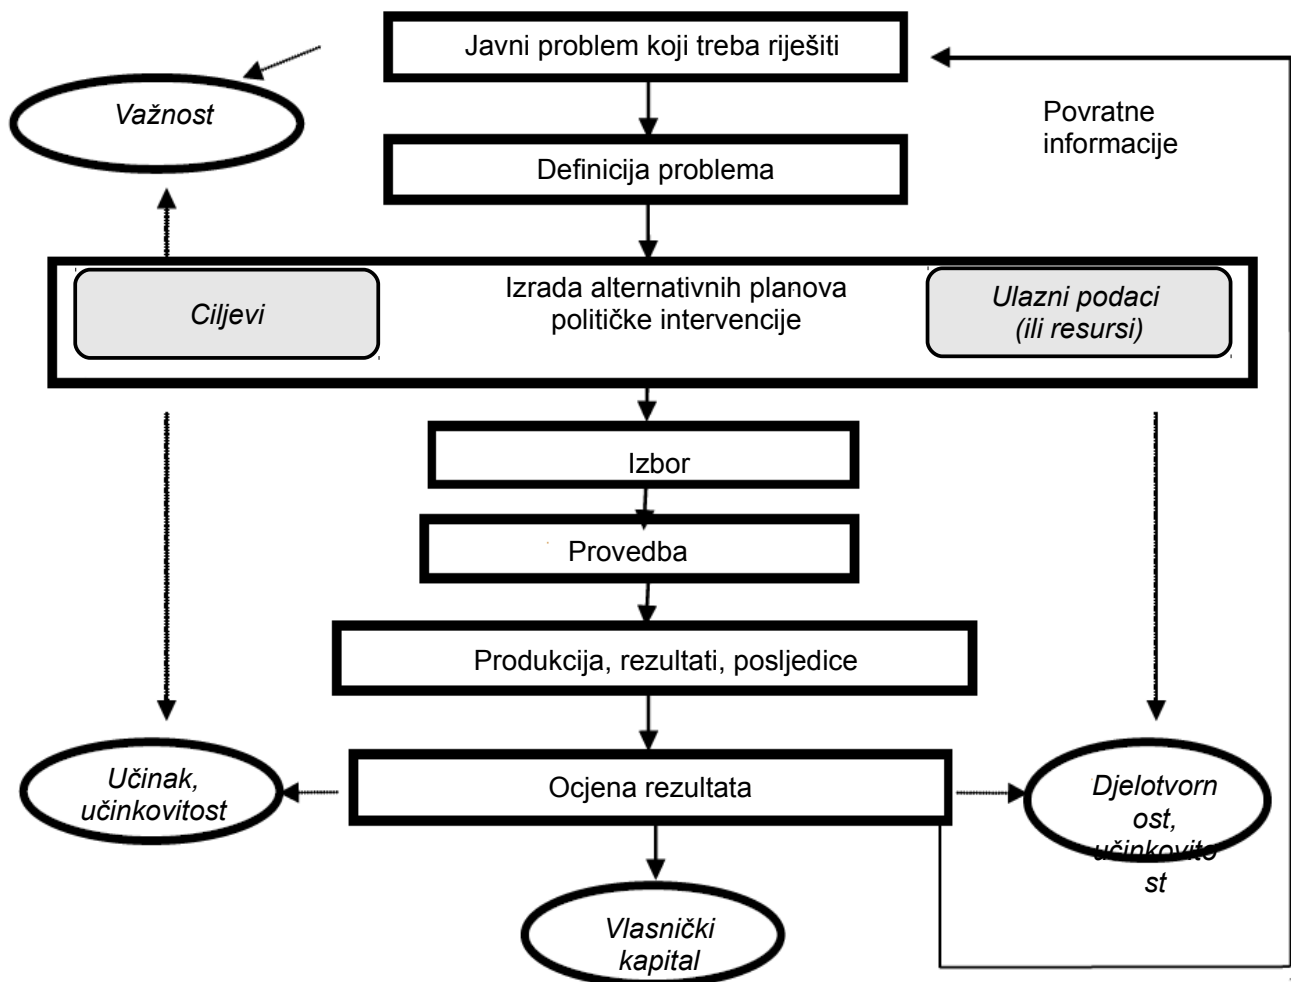 Javni problem koji treba riješiti
Važnost
Povratne
informacije
Definicija problema
Ciljevi
Izrada alternativnih planova
političke intervencije
Ulazni podaci
(ili resursi)
Izbor
Provedba
Produkcija, rezultati, posljedice
Učinak,
učinkovitost
Ocjena rezultata
Djelotvorn
ost,
učinkovito
st
Vlasnički
kapital